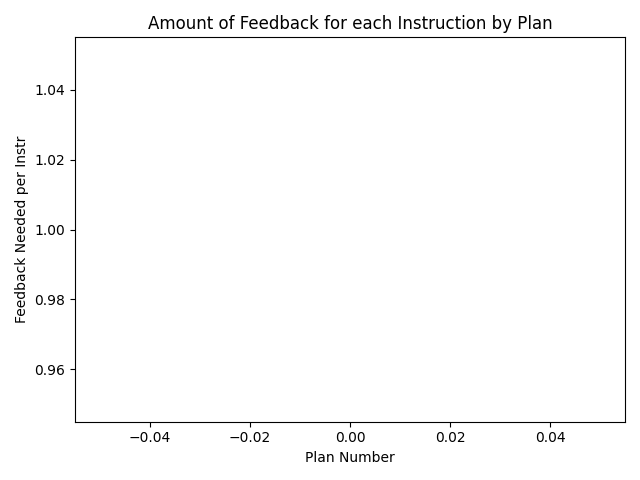 Amount of Feedback for each Instruction by Plan
Feedback Needed per Instr
1.04
1.02
1.00
0.98
0.96
−0.04 −0.02 0.00 0.02 0.04
Plan Number